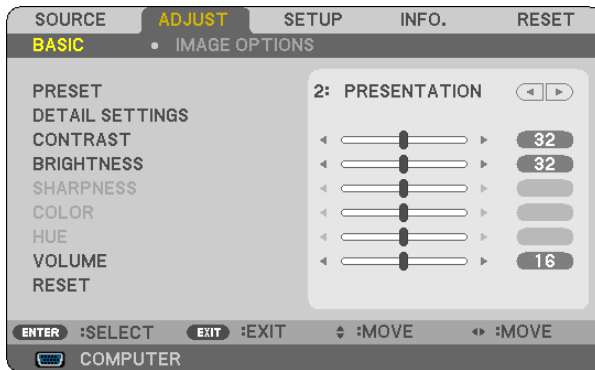 SOURCE ADJUST SETUP INFO. RESET
BASIC • IMAGE OPTIONS
PRESET 2: PRESENTATION
DETAIL SETTINGS
CONTRAST 32
BRIGHTNESS 32
SHARPNESS
COLOR
HUE
VOLUME 16
RESET
ENTER :SELECT EXIT :EXIT :MOVE :MOVE
COMPUTER